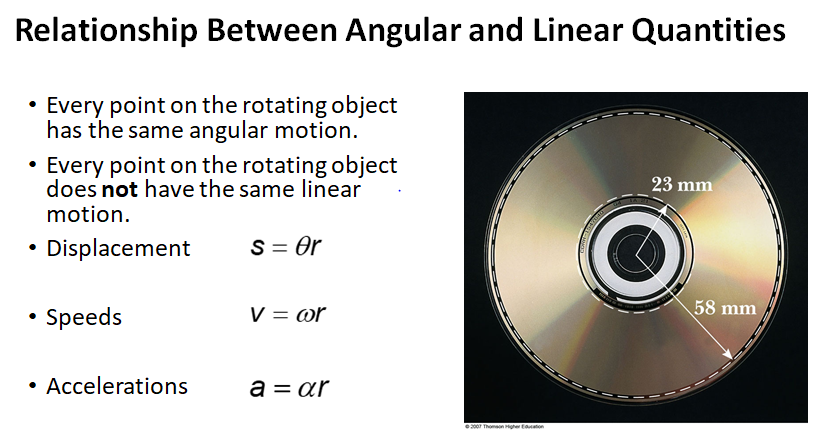 Relationship Between Angular and Linear Quantities
• Every point on the rotating object
has the same angular motion.
• Every point on the rotating object
does not have the same linear
motion.
• Displacement s = θr
• Speeds v = ωr
• Accelerations a = αr
23 mm
58 mm
© 2007 Thomson Higher Education